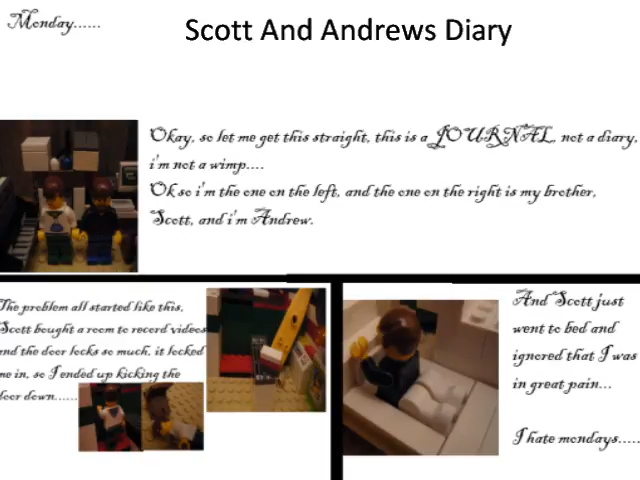 Monday......
Scott And Andrews Diary
Okay, so let me get this straight, this is a JOURNAL, not a diary,
i'm not a wimp....
Ok so i'm the one on the left, and the one on the right is my brother,
Scott, and i'm Andrew.
The problem all started like this,
Scott bought a room to record videos
and the door locks so much, it locked
me in, so I ended up kicking the
door down......
And Scott just
went to bed and
ignored that I was
in great pain...
I hate mondays.....